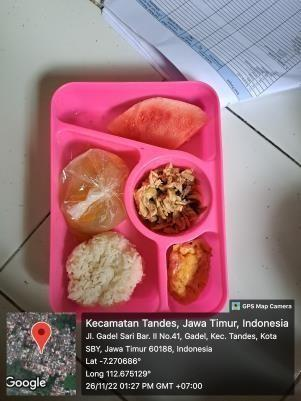 GPS Map Camera
Kecamatan Tandes, Jawa Timur, Indonesia
Jl. Gadel Sari Bar. II No.41, Gadel, Kec. Tandes, Kota
SBY, Jawa Timur 60188, Indonesia
Lat -7.270686°
Long 112.675129°
26/11/22 01:27 PM GMT +07:00
Google